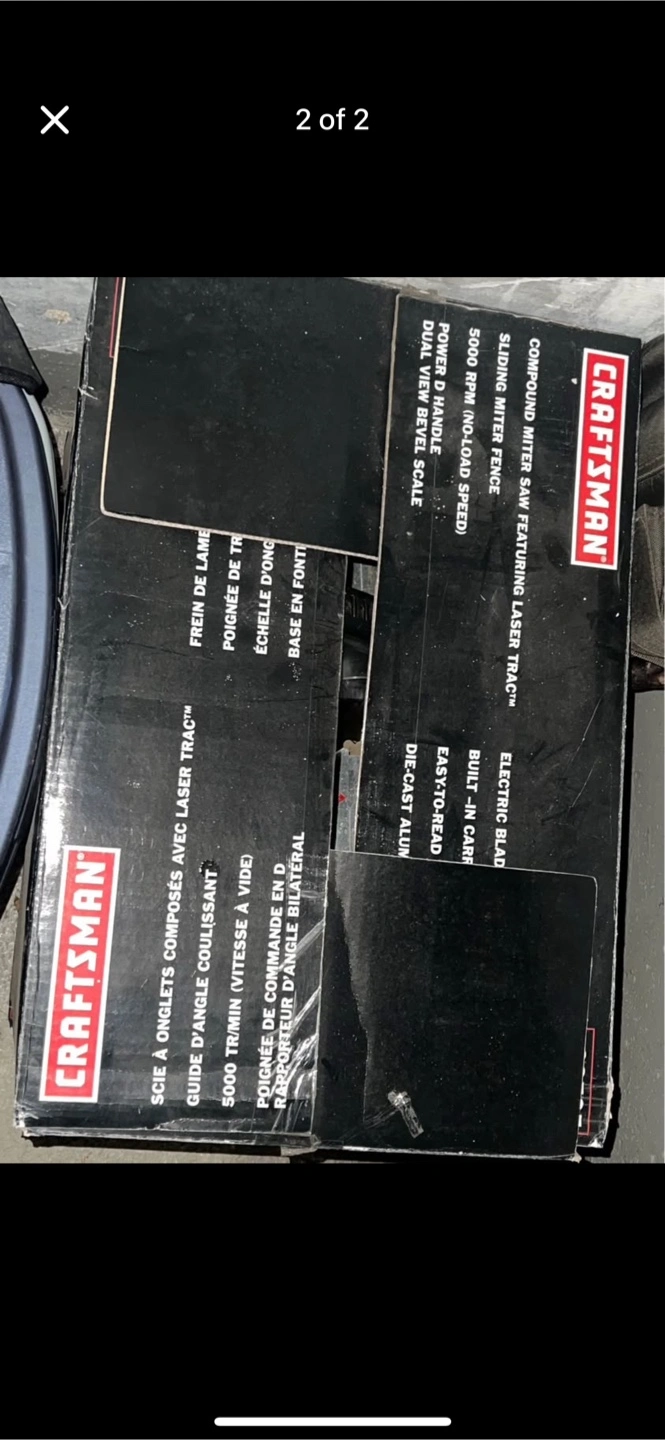 2 of 2
CRAFTSMAN®
COMPOUND MITER SAW FEATURING LASER TRAC™
SLIDING MITER FENCE
5000 RPM (NO-LOAD SPEED)
POWER D HANDLE
DUAL VIEW BEVEL SCALE
ELECTRIC BLAD
BUILT-IN CARR
EASY-TO-READ
DIE-CAST ALUM
FREIN DE LAME
POIGNÉE DE TR
ÉCHELLE D'ONG
BASE EN FONT
CRAFTSMAN®
SCIE À ONGLETS COMPOSÉS AVEC LASER TRAC™
GUIDE D'ANGLE COULISSANT
5000 TR/MIN (VITESSE À VIDE)
POIGNÉE DE COMMANDE EN D
RAPPORTEUR D'ANGLE BILATÉRAL